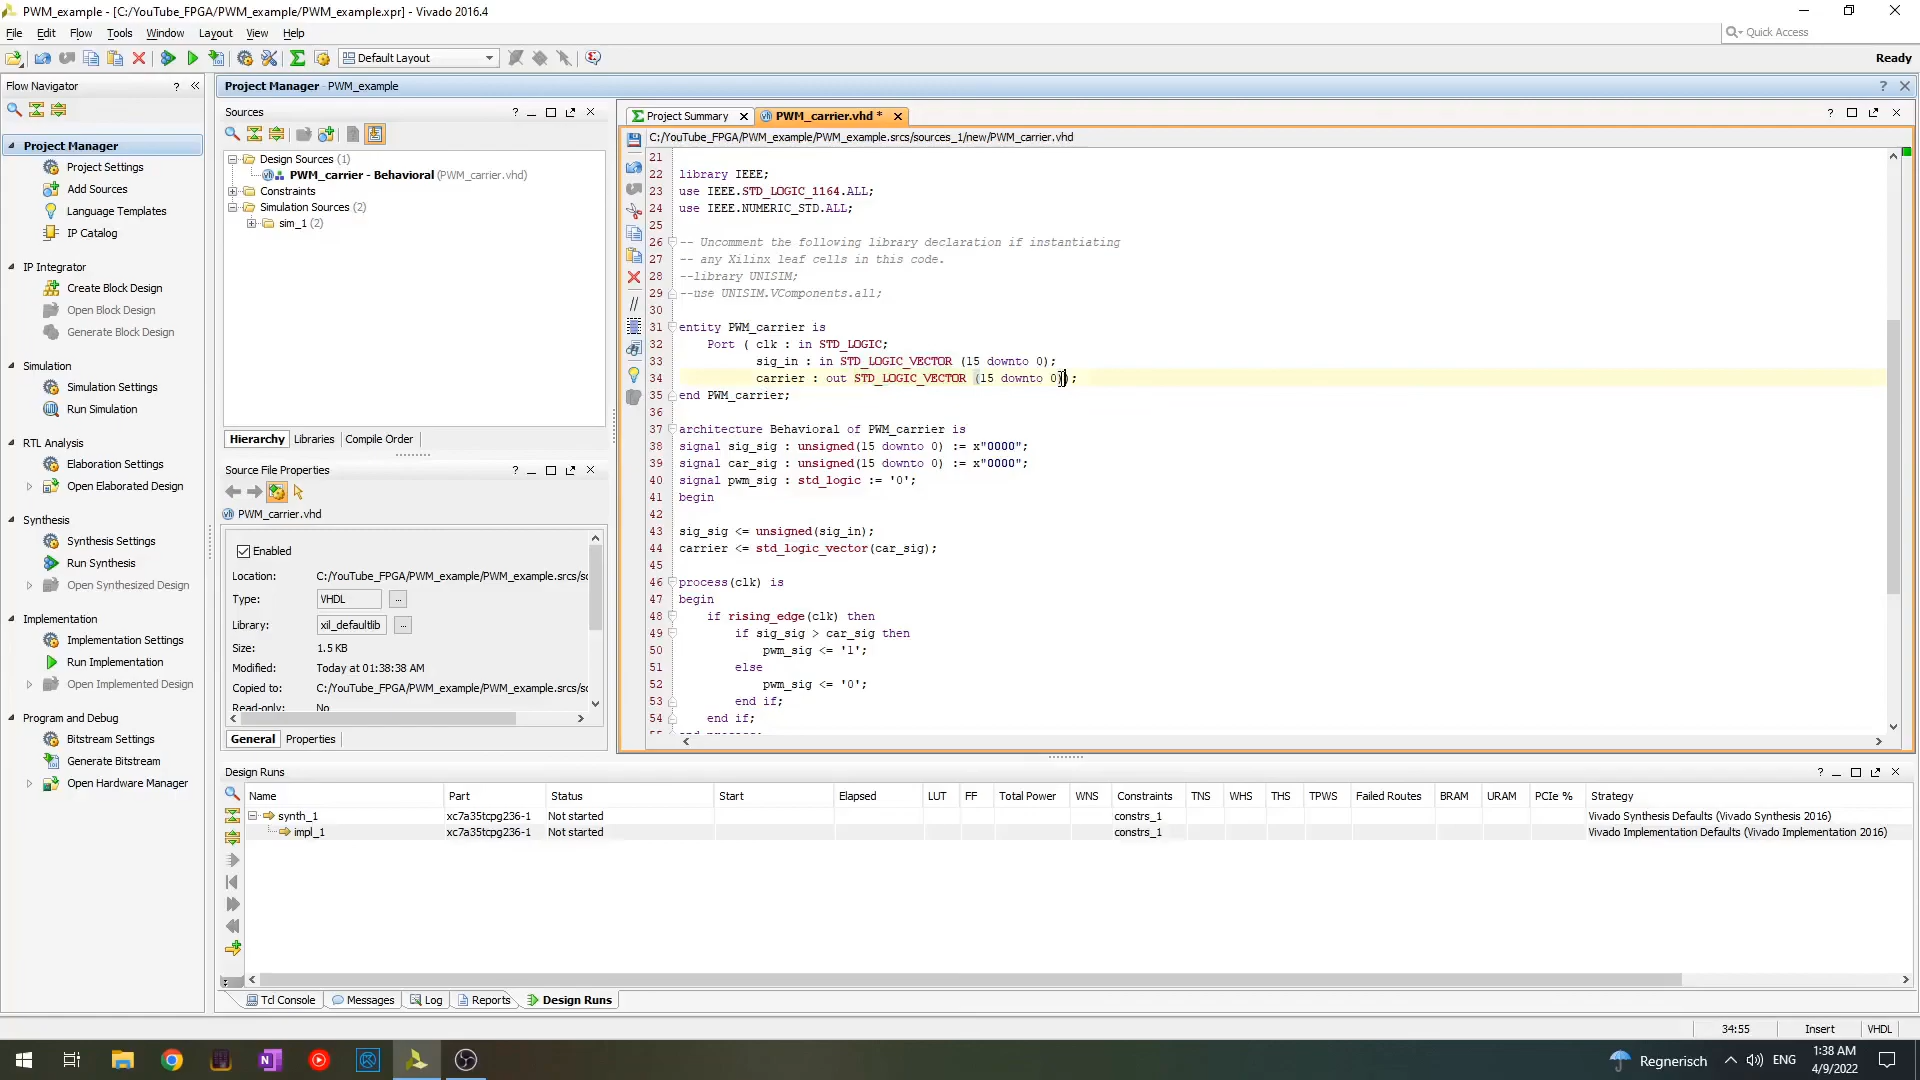 PWM_example - [C:/YouTube_FPGA/PWM_example/PWM_example.xpr] - Vivado 2016.4
File Edit Flow Tools Window Layout View Help
Quick Access
Default Layout
Ready
Flow Navigator
Project Manager
Project Settings
Add Sources
Language Templates
IP Catalog
IP Integrator
Create Block Design
Open Block Design
Generate Block Design
Simulation
Simulation Settings
Run Simulation
RTL Analysis
Elaboration Settings
Open Elaborated Design
Synthesis
Synthesis Settings
Run Synthesis
Open Synthesized Design
Implementation
Implementation Settings
Run Implementation
Open Implemented Design
Program and Debug
Bitstream Settings
Generate Bitstream
Open Hardware Manager
Project Manager - PWM_example
Sources
Design Sources (1)
PWM_carrier - Behavioral (PWM_carrier.vhd)
Constraints
Simulation Sources (2)
sim_1 (2)
Hierarchy Libraries Compile Order
Source File Properties
PWM_carrier.vhd
Enabled
Location: C:/YouTube_FPGA/PWM_example/PWM_example.srcs/sc
Type: VHDL
Library: xil_defaultlib
Size: 1.5 KB
Modified: Today at 01:38:38 AM
Copied to: C:/YouTube_FPGA/PWM_example/PWM_example.srcs/sc
Read-only: No
General Properties
Project Summary PWM_carrier.vhd *
C:/YouTube_FPGA/PWM_example/PWM_example.srcs/sources_1/new/PWM_carrier.vhd
21
22 library IEEE;
23 use IEEE.STD_LOGIC_1164.ALL;
24 use IEEE.NUMERIC_STD.ALL;
25
26 -- Uncomment the following library declaration if instantiating
27 -- any Xilinx leaf cells in this code.
28 --library UNISIM;
29 --use UNISIM.VComponents.all;
30
31 entity PWM_carrier is
32 Port ( clk : in STD_LOGIC;
33 sig_in : in STD_LOGIC_VECTOR (15 downto 0);
34 carrier : out STD_LOGIC_VECTOR (15 downto 0));
35 end PWM_carrier;
36
37 architecture Behavioral of PWM_carrier is
38 signal sig_sig : unsigned(15 downto 0) := x"0000";
39 signal car_sig : unsigned(15 downto 0) := x"0000";
40 signal pwm_sig : std_logic := '0';
41 begin
42
43 sig_sig <= unsigned(sig_in);
44 carrier <= std_logic_vector(car_sig);
45
46 process(clk) is
47 begin
48 if rising_edge(clk) then
49 if sig_sig > car_sig then
50 pwm_sig <= '1';
51 else
52 pwm_sig <= '0';
53 end if;
54 end if;
Design Runs
Name Part Status Start Elapsed LUT FF Total Power WNS Constraints TNS WHS THS TPWS Failed Routes BRAM URAM PCIe % Strategy
synth_1 xc7a35tcpg236-1 Not started constrs_1 Vivado Synthesis Defaults (Vivado Synthesis 2016)
impl_1 xc7a35tcpg236-1 Not started constrs_1 Vivado Implementation Defaults (Vivado Implementation 2016)
Tcl Console Messages Log Reports Design Runs
34:55 Insert VHDL
Regnerisch ENG 1:38 AM
4/9/2022